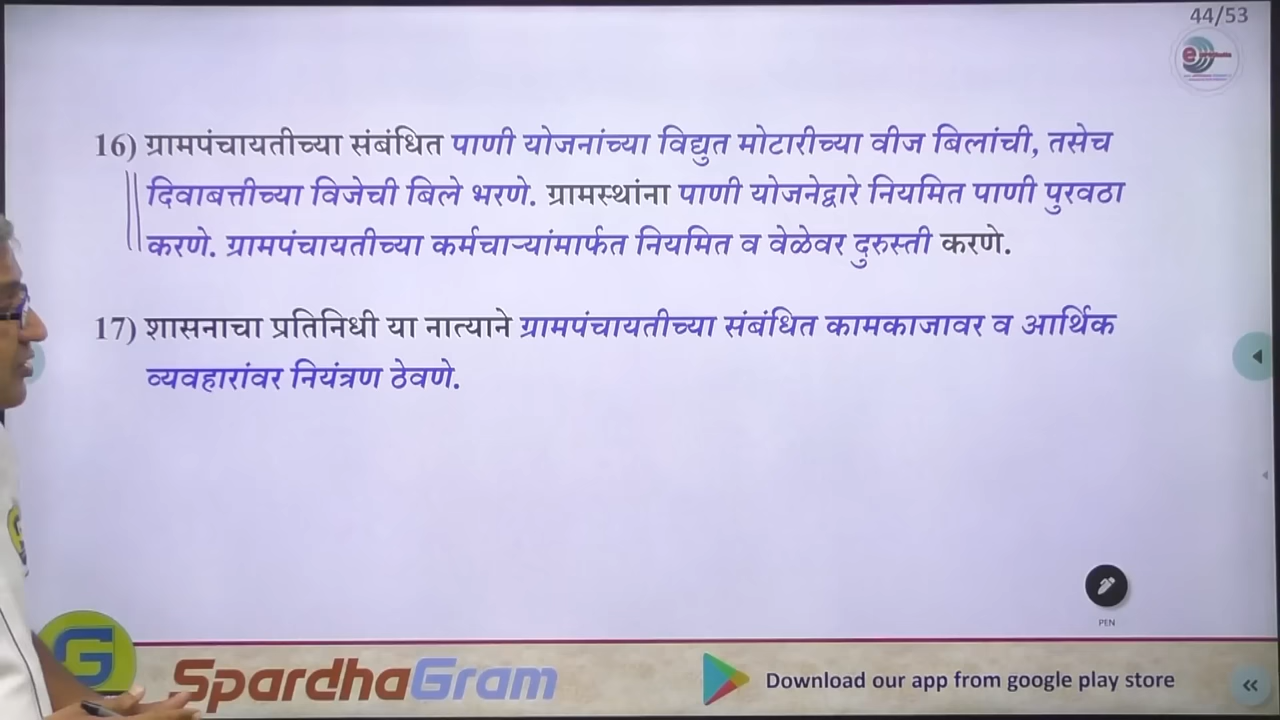 44/53
16) ग्रामपंचायतीच्या संबंधित पाणी योजनांच्या विद्युत मोटारीच्या वीज बिलांची, तसेच
दिवाबत्तीच्या विजेची बिले भरणे. ग्रामस्थांना पाणी योजनेद्वारे नियमित पाणी पुरवठा
करणे. ग्रामपंचायतीच्या कर्मचाऱ्यांमार्फत नियमित व वेळेवर दुरुस्ती करणे.
17) शासनाचा प्रतिनिधी या नात्याने ग्रामपंचायतीच्या संबंधित कामकाजावर व आर्थिक
व्यवहारांवर नियंत्रण ठेवणे.
PEN
G SpardhaGram
Download our app from google play store